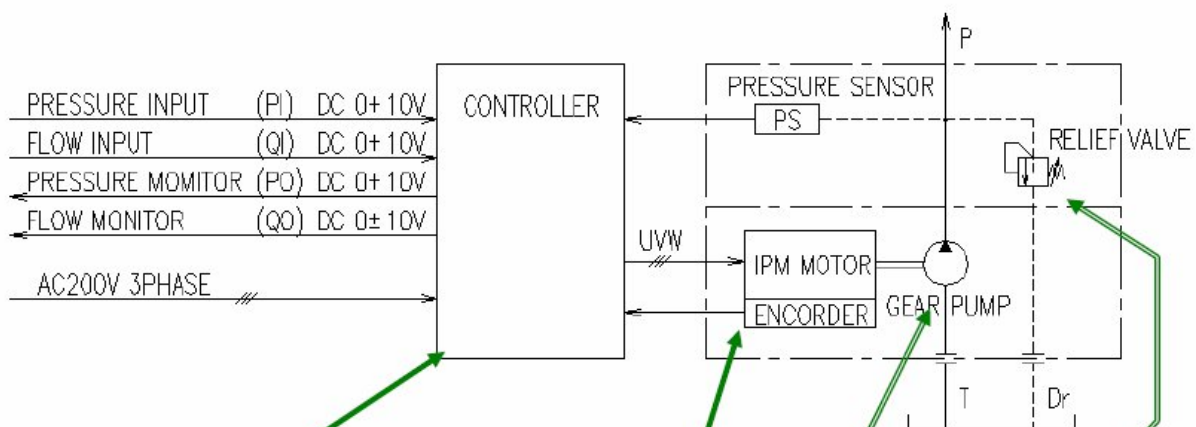 P
PRESSURE SENSOR
PRESSURE INPUT (PI) DC 0+10V
CONTROLLER
PS
FLOW INPUT (QI) DC 0+10V
RELIEF VALVE
PRESSURE MOMITOR (PO) DC 0+10V
FLOW MONITOR (QO) DC 0±10V
UVW
IPM MOTOR
AC200V 3PHASE
ENCORDER
GEAR PUMP
T
Dr